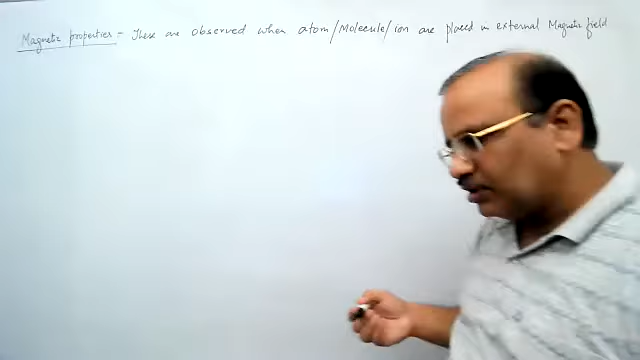 Magnetic properties - These are observed when atom/Molecule/ion are placed in external Magnetic field